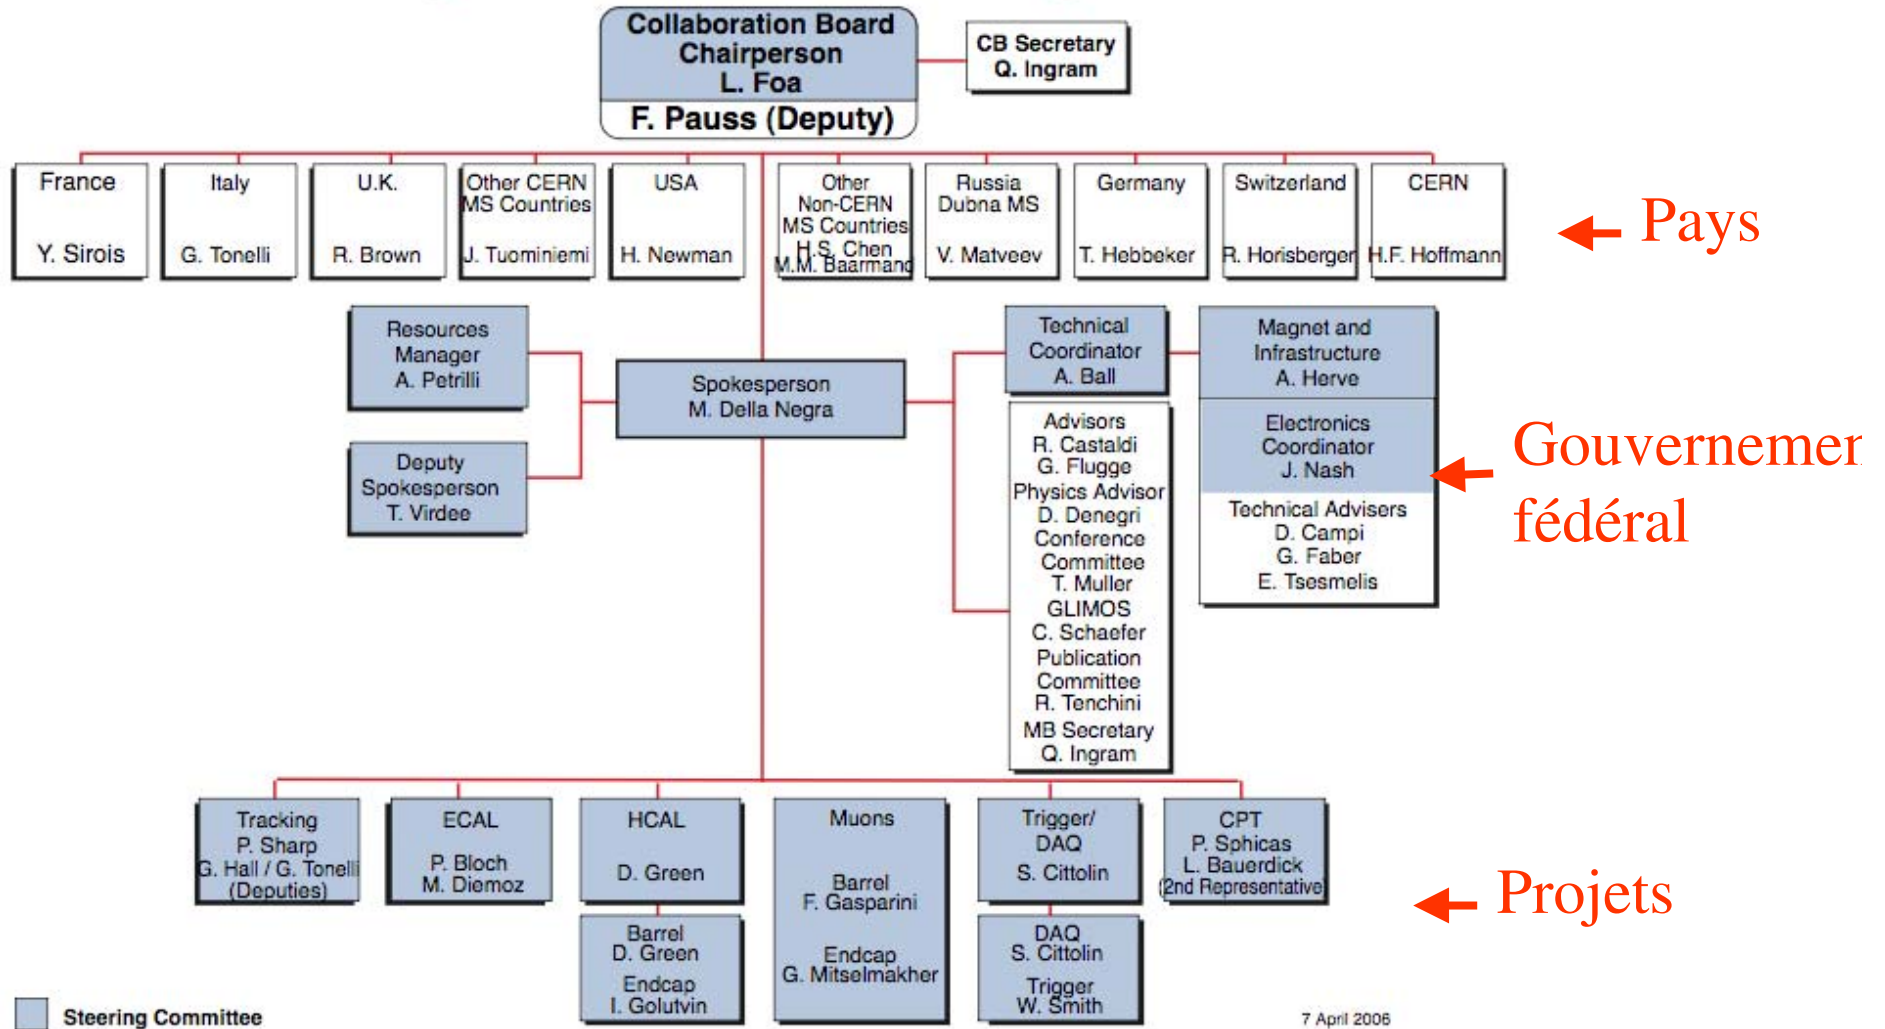 Collaboration Board
Chairperson
L. Foa
F. Pauss (Deputy)
CB Secretary
Q. Ingram
France
Y. Sirois
Italy
G. Tonelli
U.K.
R. Brown
Other CERN
MS Countries
J. Tuominiemi
USA
H. Newman
Other
Non-CERN
MS Countries
H.S. Chen
M.M. Baarmand
Russia
Dubna MS
V. Matveev
Germany
T. Hebbeker
Switzerland
R. Horisberger
CERN
H.F. Hoffmann
Pays
Resources
Manager
A. Petrilli
Deputy
Spokesperson
T. Virdee
Spokesperson
M. Della Negra
Technical
Coordinator
A. Ball
Magnet and
Infrastructure
A. Herve
Electronics
Coordinator
J. Nash
Technical Advisers
D. Campi
G. Faber
E. Tsesmelis
Advisors
R. Castaldi
G. Flugge
Physics Advisor
D. Denegri
Conference
Committee
T. Muller
GLIMOS
C. Schaefer
Publication
Committee
R. Tenchini
MB Secretary
Q. Ingram
Gouvernemer
fédéral
Tracking
P. Sharp
G. Hall / G. Tonelli
(Deputies)
ECAL
P. Bloch
M. Diemoz
HCAL
D. Green
Barrel
D. Green
Endcap
I. Golutvin
Muons
Barrel
F. Gasparini
Endcap
G. Mitselmakher
Trigger/
DAQ
S. Cittolin
DAQ
S. Cittolin
Trigger
W. Smith
CPT
P. Sphicas
L. Bauerdick
(2nd Representative)
Projets
Steering Committee
7 April 2006